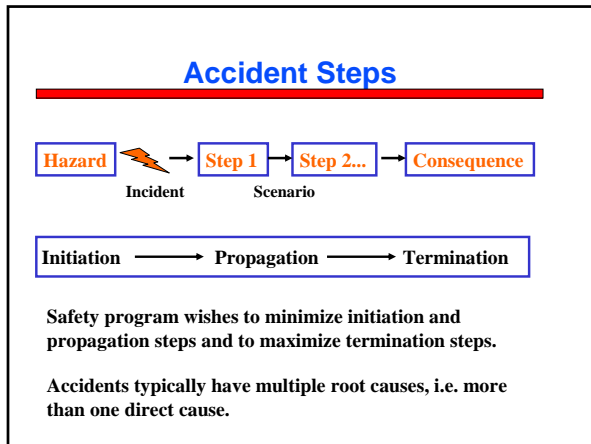 Accident Steps
Hazard Step 1 Step 2... Consequence
Incident Scenario
Initiation Propagation Termination
Safety program wishes to minimize initiation and
propagation steps and to maximize termination steps.
Accidents typically have multiple root causes, i.e. more
than one direct cause.